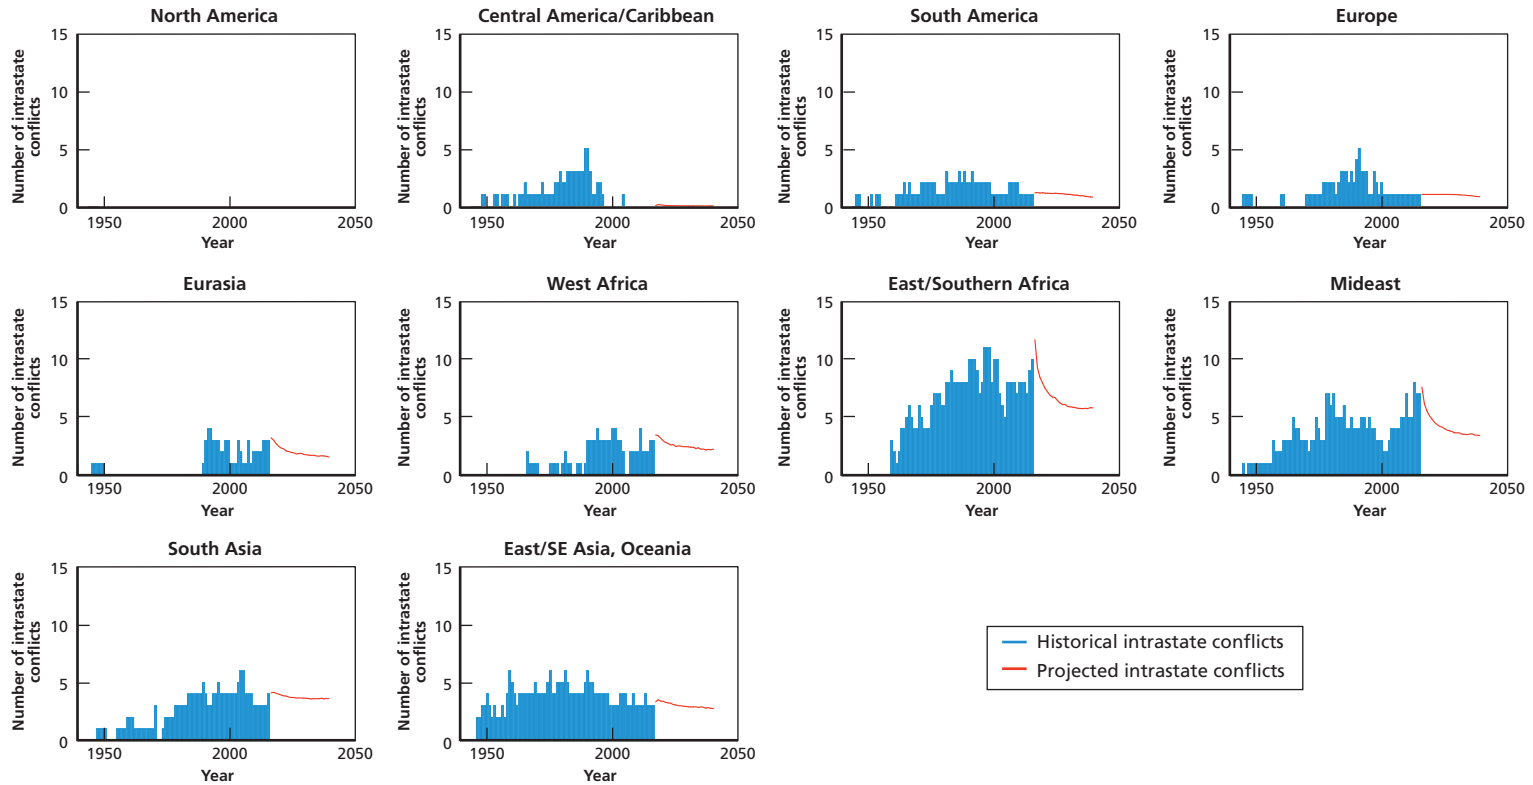 North America
Number of intrastate
conflicts
15
10
5
0
1950
2000
2050
Year
Central America/Caribbean
Number of intrastate
conflicts
15
10
5
0
1950
2000
2050
Year
South America
Number of intrastate
conflicts
15
10
5
0
1950
2000
2050
Year
Europe
Number of intrastate
conflicts
15
10
5
0
1950
2000
2050
Year
Eurasia
Number of intrastate
conflicts
15
10
5
0
1950
2000
2050
Year
West Africa
Number of intrastate
conflicts
15
10
5
0
1950
2000
2050
Year
East/Southern Africa
Number of intrastate
conflicts
15
10
5
0
1950
2000
2050
Year
Mideast
Number of intrastate
conflicts
15
10
5
0
1950
2000
2050
Year
South Asia
Number of intrastate
conflicts
15
10
5
0
1950
2000
2050
Year
East/SE Asia, Oceania
Number of intrastate
conflicts
15
10
5
0
1950
2000
2050
Year
Historical intrastate conflicts
Projected intrastate conflicts